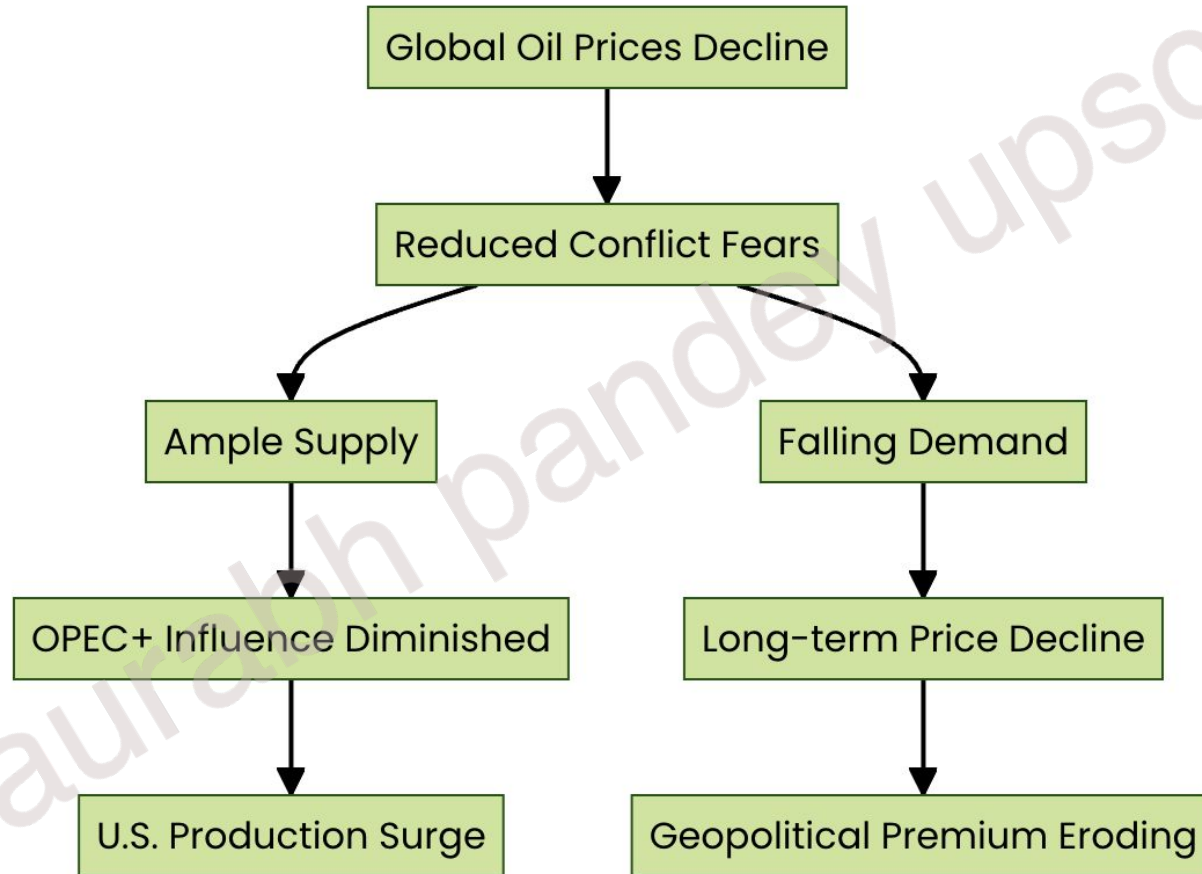 Global Oil Prices Decline
Reduced Conflict Fears
Ample Supply
Falling Demand
OPEC+ Influence Diminished
Long-term Price Decline
U.S. Production Surge
Geopolitical Premium Eroding
aurabh pandey upsc